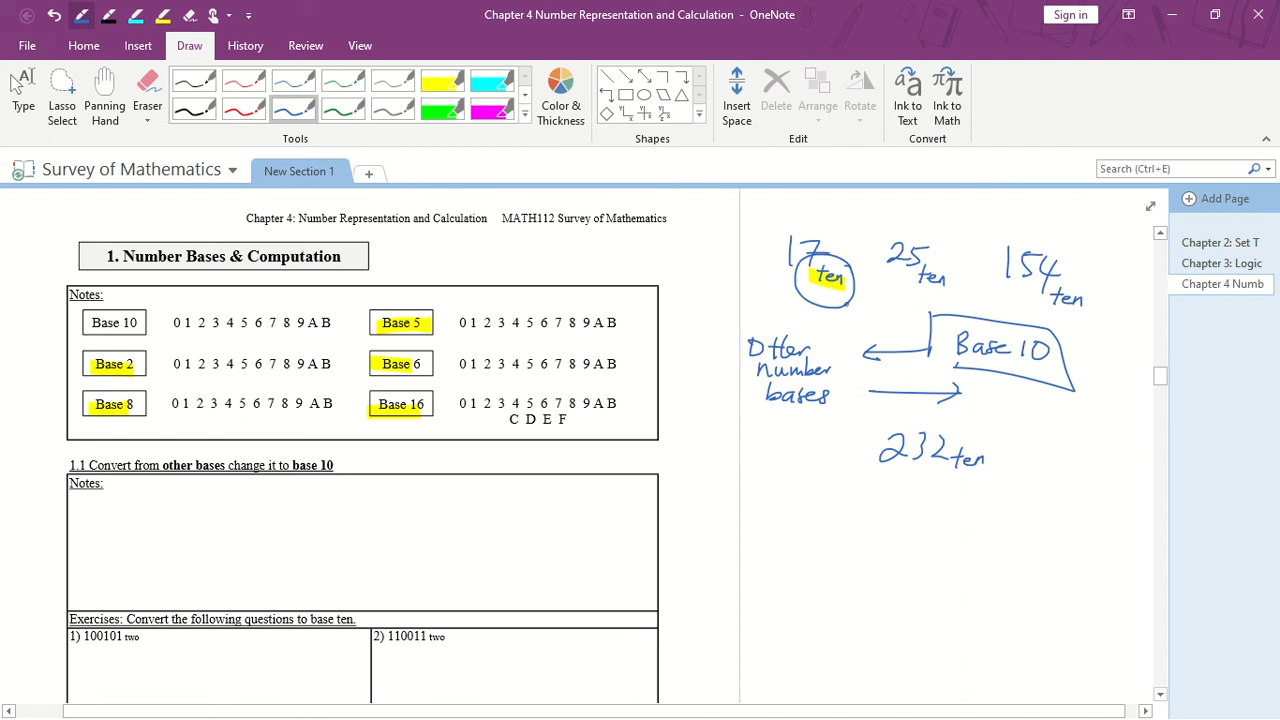 Chapter 4 Number Representation and Calculation - OneNote
Sign in
File Home Insert Draw History Review View
Type
Lasso Select
Panning Hand
Eraser
Color & Thickness
Insert Space
Delete
Arrange
Rotate
Ink to Text
Ink to Math
Tools
Shapes
Edit
Convert
Survey of Mathematics
New Section 1
Search (Ctrl+E)
Add Page
Chapter 2: Set T
Chapter 3: Logic
Chapter 4 Numb
Chapter 4: Number Representation and Calculation MATH112 Survey of Mathematics
1. Number Bases & Computation
Notes:
Base 10 0 1 2 3 4 5 6 7 8 9 A B Base 5 0 1 2 3 4 5 6 7 8 9 A B
Base 2 0 1 2 3 4 5 6 7 8 9 A B Base 6 0 1 2 3 4 5 6 7 8 9 A B
Base 8 0 1 2 3 4 5 6 7 8 9 A B Base 16 0 1 2 3 4 5 6 7 8 9 A B
C D E F
1.1 Convert from other bases change it to base 10
Notes:
Exercises: Convert the following questions to base ten.
1) 100101 two 2) 110011 two
17 ten 25 ten 154 ten
Other
number
bases
Base 10
232 ten